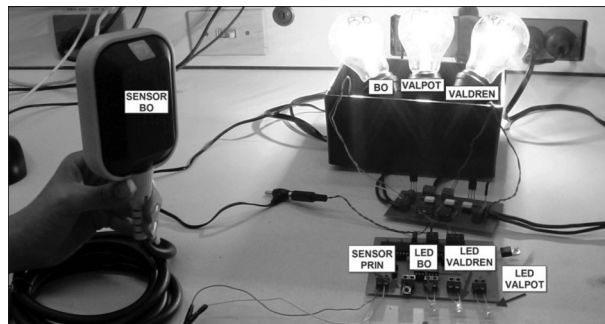 SENSOR
BO
BO
VALPOT
VALDREN
SENSOR
PRIN
LED
BO
LED
VALDREN
LED
VALPOT